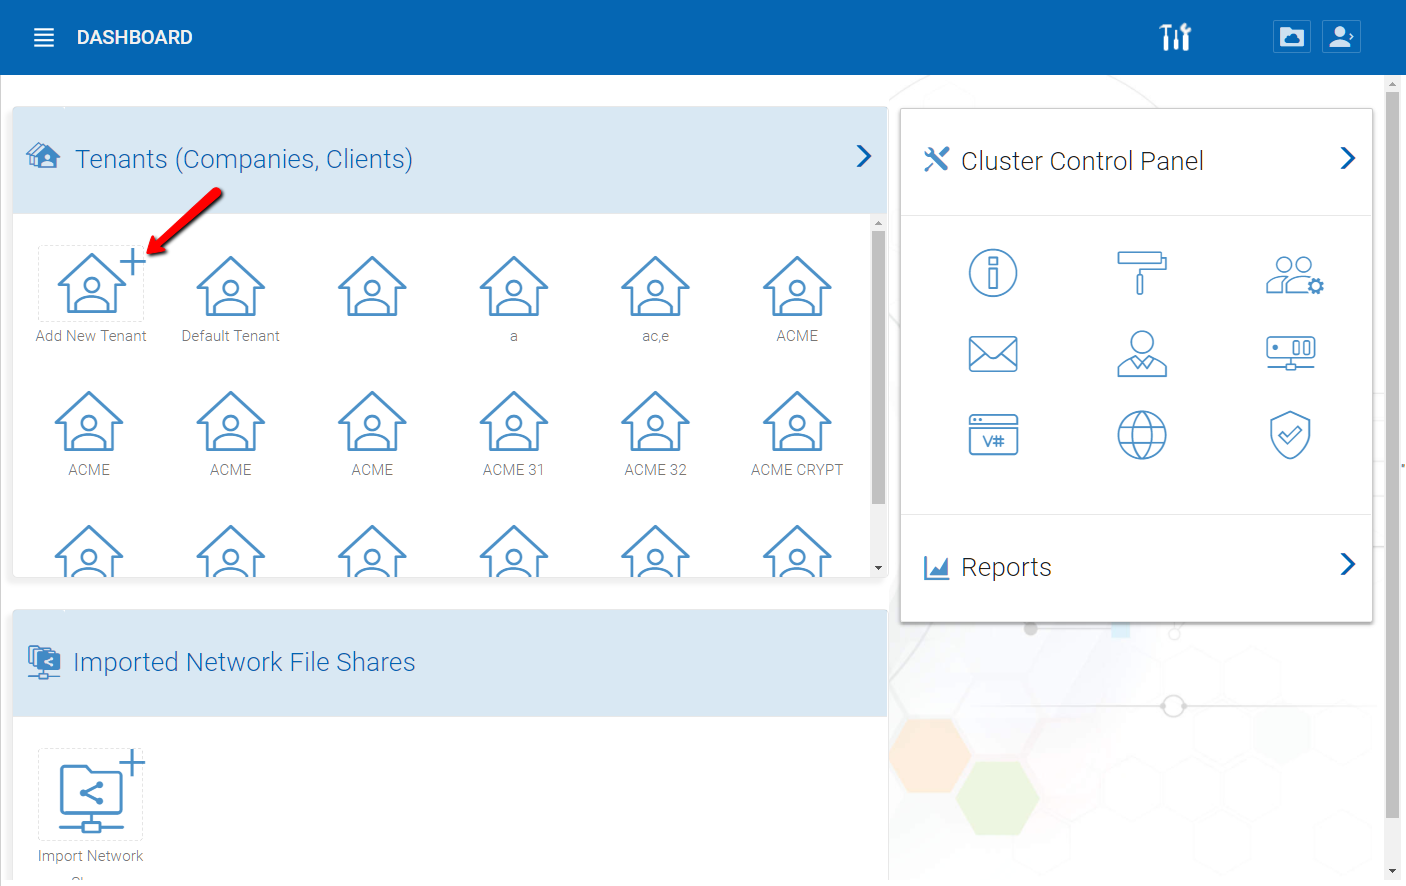 DASHBOARD
Tenants (Companies, Clients)
Add New Tenant
Default Tenant
a
ac,e
ACME
ACME
ACME
ACME
ACME 31
ACME 32
ACME CRYPT
Cluster Control Panel
V#
Reports
Imported Network File Shares
Import Network